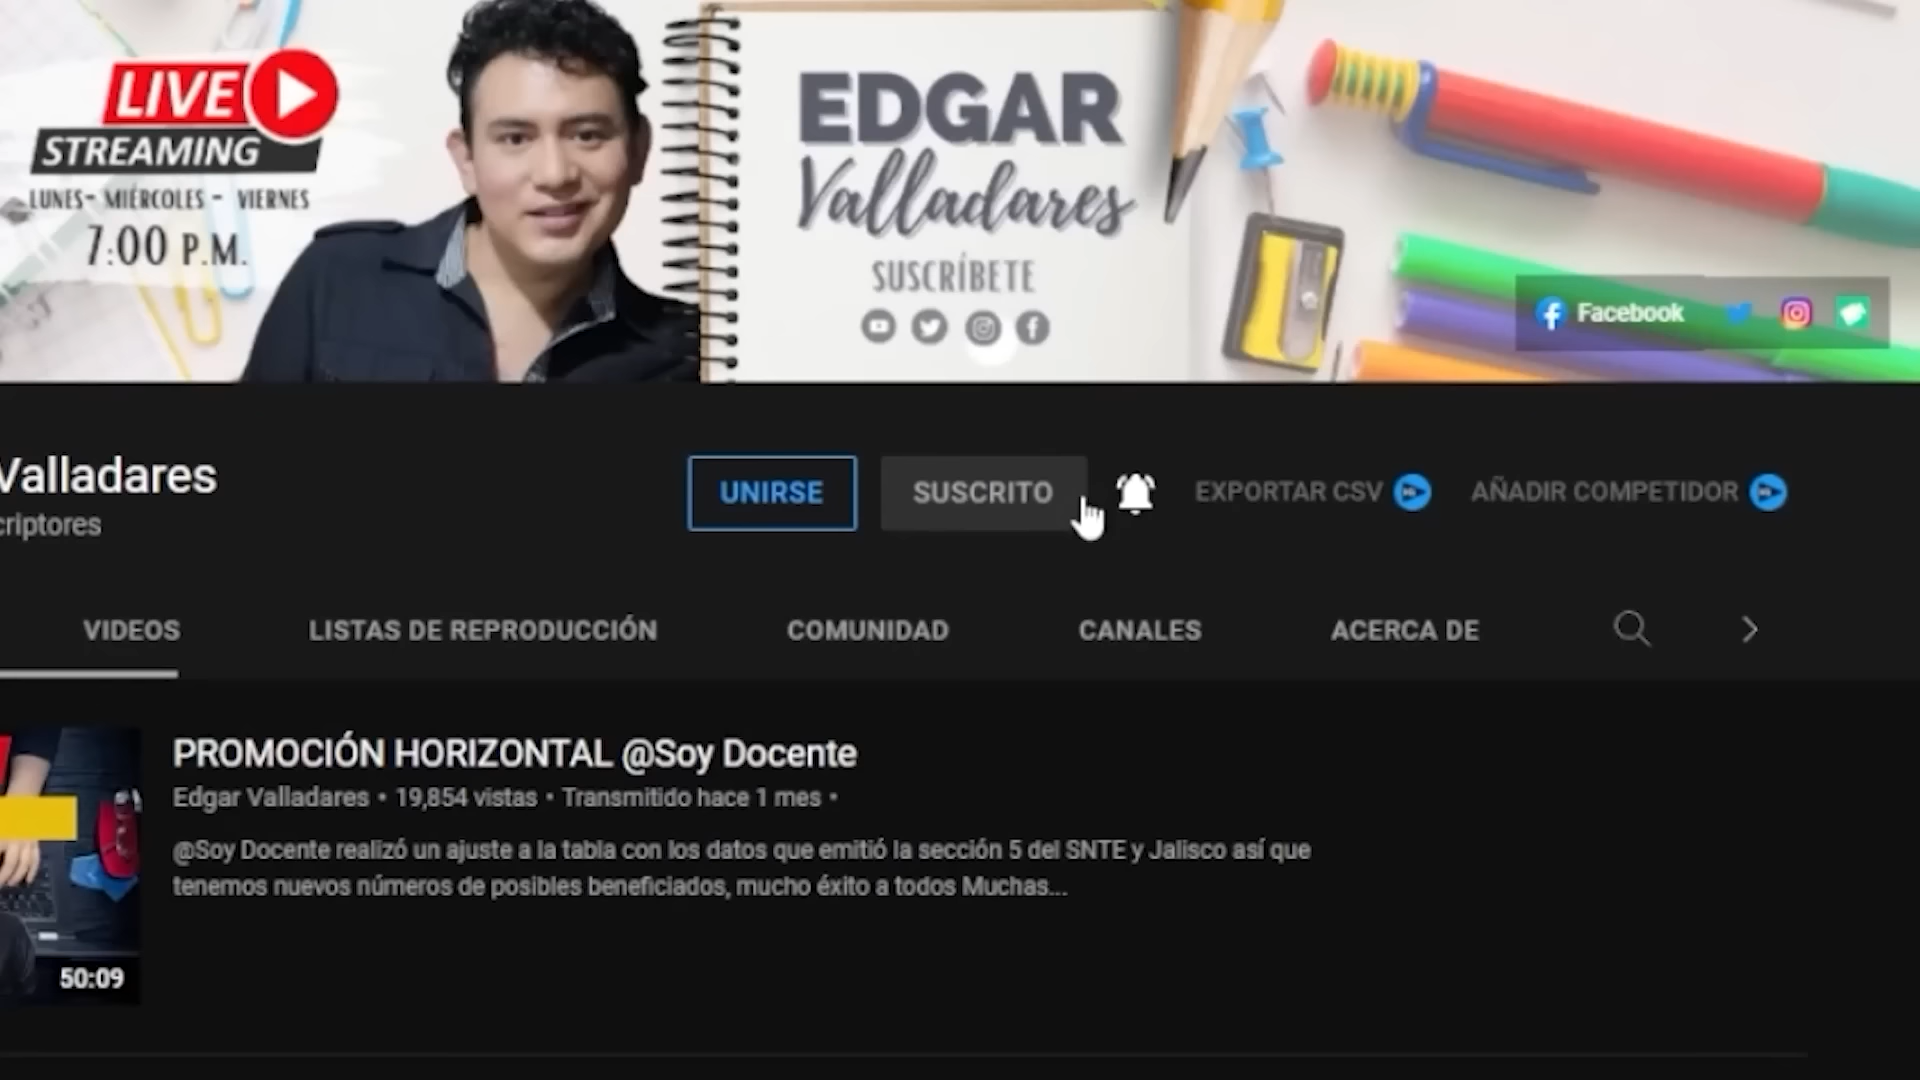 LIVE
STREAMING
LUNES- MIÉRCOLES - VIERNES
7:00 P.M.
EDGAR
Valladares
SUSCRÍBETE
Facebook
Valladares
criptores
UNIRSE
SUSCRITO
EXPORTAR CSV
AÑADIR COMPETIDOR
VIDEOS
LISTAS DE REPRODUCCIÓN
COMUNIDAD
CANALES
ACERCA DE
PROMOCIÓN HORIZONTAL @Soy Docente
Edgar Valladares • 19,854 vistas • Transmitido hace 1 mes •
@Soy Docente realizó un ajuste a la tabla con los datos que emitió la sección 5 del SNTE y Jalisco así que
tenemos nuevos números de posibles beneficiados, mucho éxito a todos Muchas...
50:09